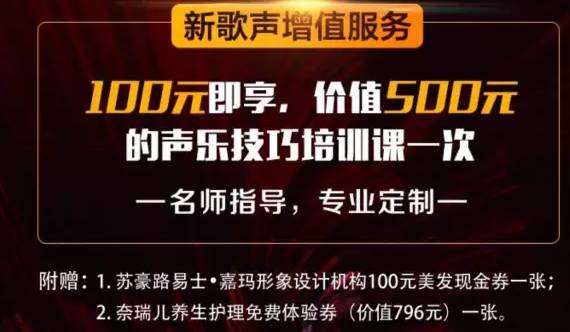 新歌声增值服务
100元即享，价值500元
的声乐技巧培训课一次
—名师指导，专业定制—
附赠：1. 苏豪路易士•嘉玛形象设计机构100元美发现金券一张；
2. 奈瑞儿养生护理免费体验券（价值796元）一张。